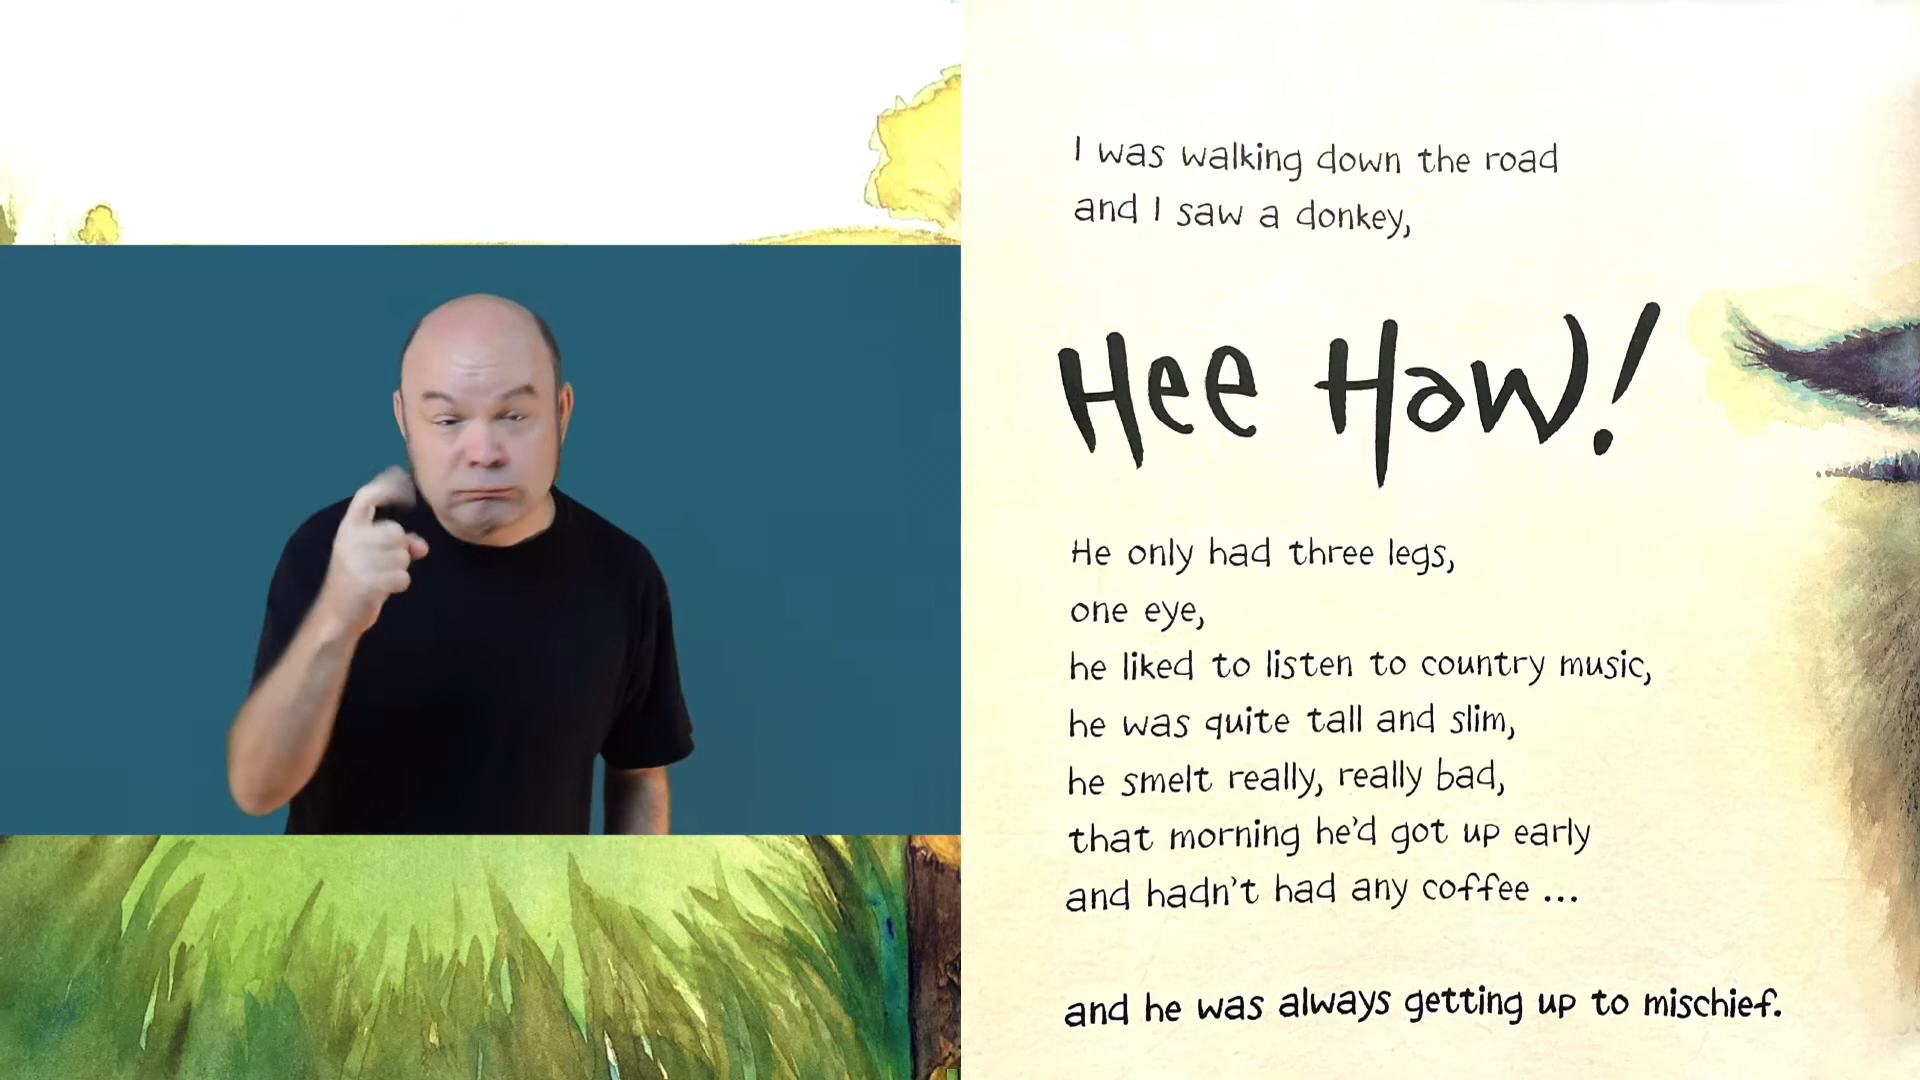 I was walking down the road
and I saw a donkey,
Hee Haw!
He only had three legs,
one eye,
he liked to listen to country music,
he was quite tall and slim,
he smelt really, really bad,
that morning he'd got up early
and hadn't had any coffee ...
and he was always getting up to mischief.